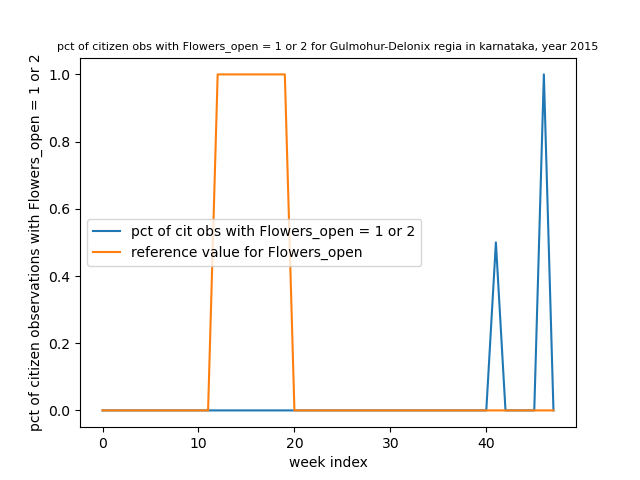 pct of citizen obs with Flowers_open = 1 or 2 for Gulmohur-Delonix regia in karnataka, year 2015
pct of citizen observations with Flowers_open = 1 or 2
1.0
0.8
0.6
0.4
0.2
0.0
pct of cit obs with Flowers_open = 1 or 2
reference value for Flowers_open
0 10 20 30 40
week index